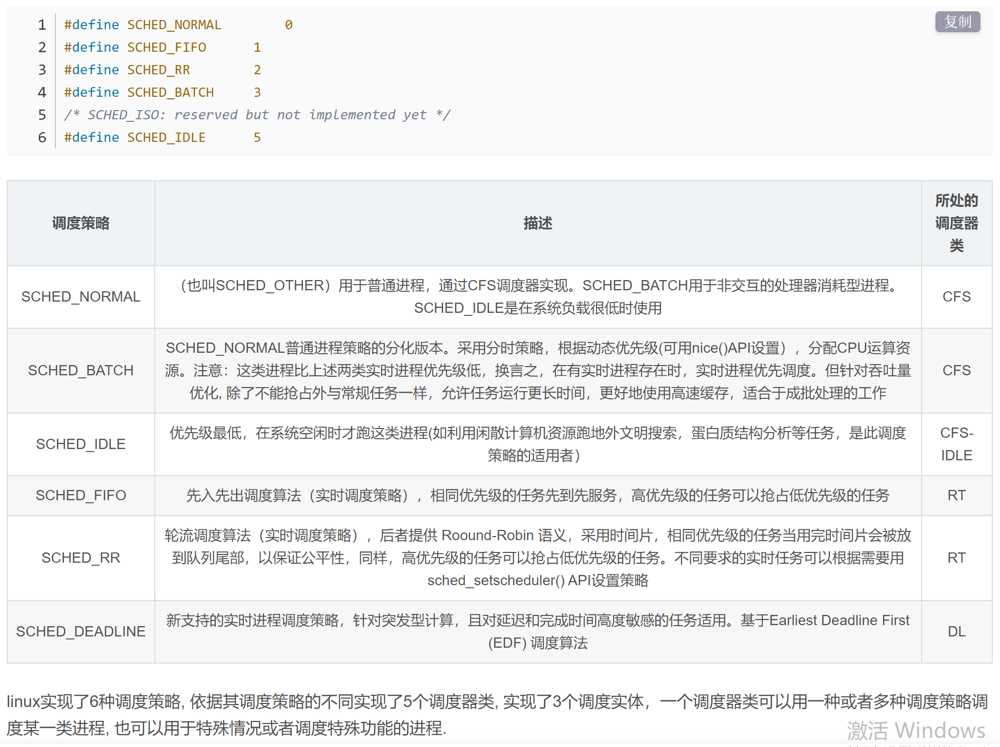 复制
1 #define SCHED_NORMAL 0
2 #define SCHED_FIFO 1
3 #define SCHED_RR 2
4 #define SCHED_BATCH 3
5 /* SCHED_ISO: reserved but not implemented yet */
6 #define SCHED_IDLE 5
调度策略 描述 所处的
调度器
类
SCHED_NORMAL
（也叫SCHED_OTHER）用于普通进程，通过CFS调度器实现。SCHED_BATCH用于非交互的处理器消耗型进程。
SCHED_IDLE是在系统负载很低时使用
CFS
SCHED_BATCH
SCHED_NORMAL普通进程策略的分化版本。采用分时策略，根据动态优先级(可用nice()API设置），分配CPU运算资
源。注意：这类进程比上述两类实时进程优先级低，换言之，在有实时进程存在时，实时进程优先调度。但针对吞吐量
优化, 除了不能抢占外与常规任务一样，允许任务运行更长时间，更好地使用高速缓存，适合于成批处理的工作
CFS
SCHED_IDLE
优先级最低，在系统空闲时才跑这类进程(如利用闲散计算机资源跑地外文明搜索，蛋白质结构分析等任务，是此调度
策略的适用者）
CFS-
IDLE
SCHED_FIFO
先入先出调度算法（实时调度策略），相同优先级的任务先到先服务，高优先级的任务可以抢占低优先级的任务
RT
SCHED_RR
轮流调度算法（实时调度策略），后者提供 Roound-Robin 语义，采用时间片，相同优先级的任务当用完时间片会被放
到队列尾部，以保证公平性，同样，高优先级的任务可以抢占低优先级的任务。不同要求的实时任务可以根据需要用
sched_setscheduler() API设置策略
RT
SCHED_DEADLINE
新支持的实时进程调度策略，针对突发型计算，且对延迟和完成时间高度敏感的任务适用。基于Earliest Deadline First
(EDF) 调度算法
DL
linux实现了6种调度策略, 依据其调度策略的不同实现了5个调度器类, 实现了3个调度实体，一个调度器类可以用一种或者多种调度策略调
度某一类进程, 也可以用于特殊情况或者调度特殊功能的进程.
激活 Windows